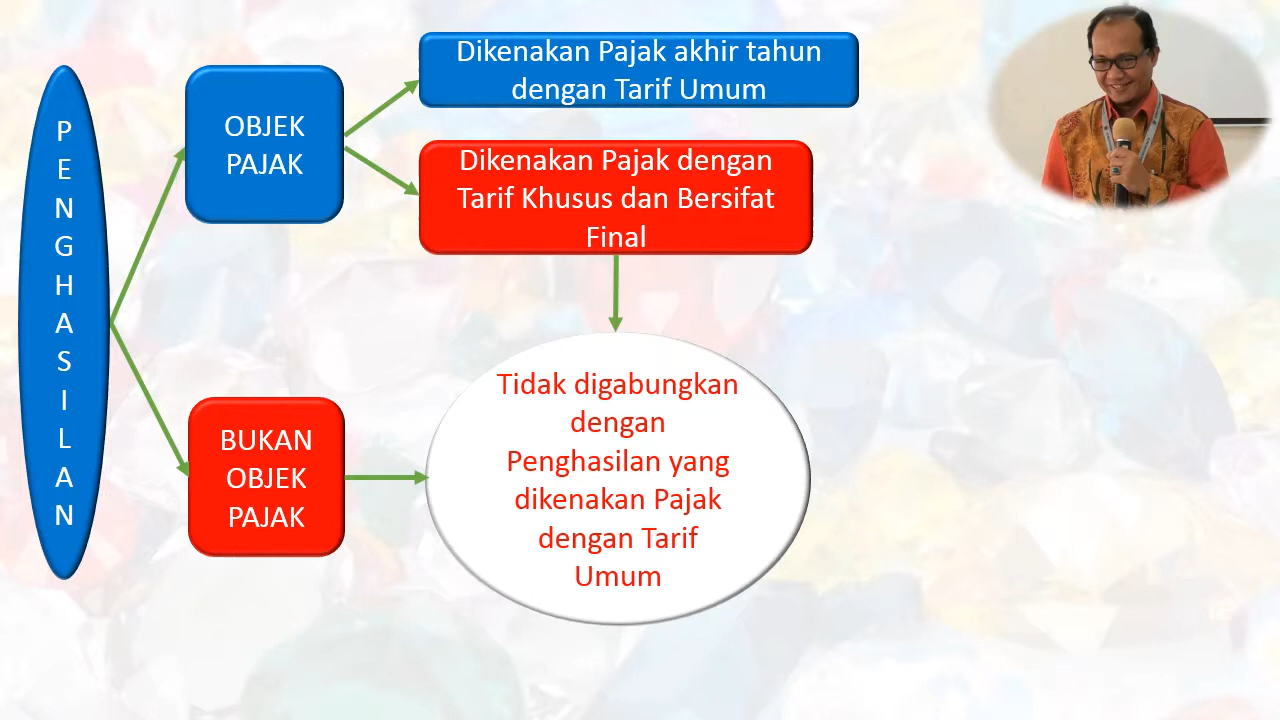 P
E
N
G
H
A
S
I
L
A
N
OBJEK
PAJAK
Dikenakan Pajak akhir tahun
dengan Tarif Umum
Dikenakan Pajak dengan
Tarif Khusus dan Bersifat
Final
BUKAN
OBJEK
PAJAK
Tidak digabungkan
dengan
Penghasilan yang
dikenakan Pajak
dengan Tarif
Umum